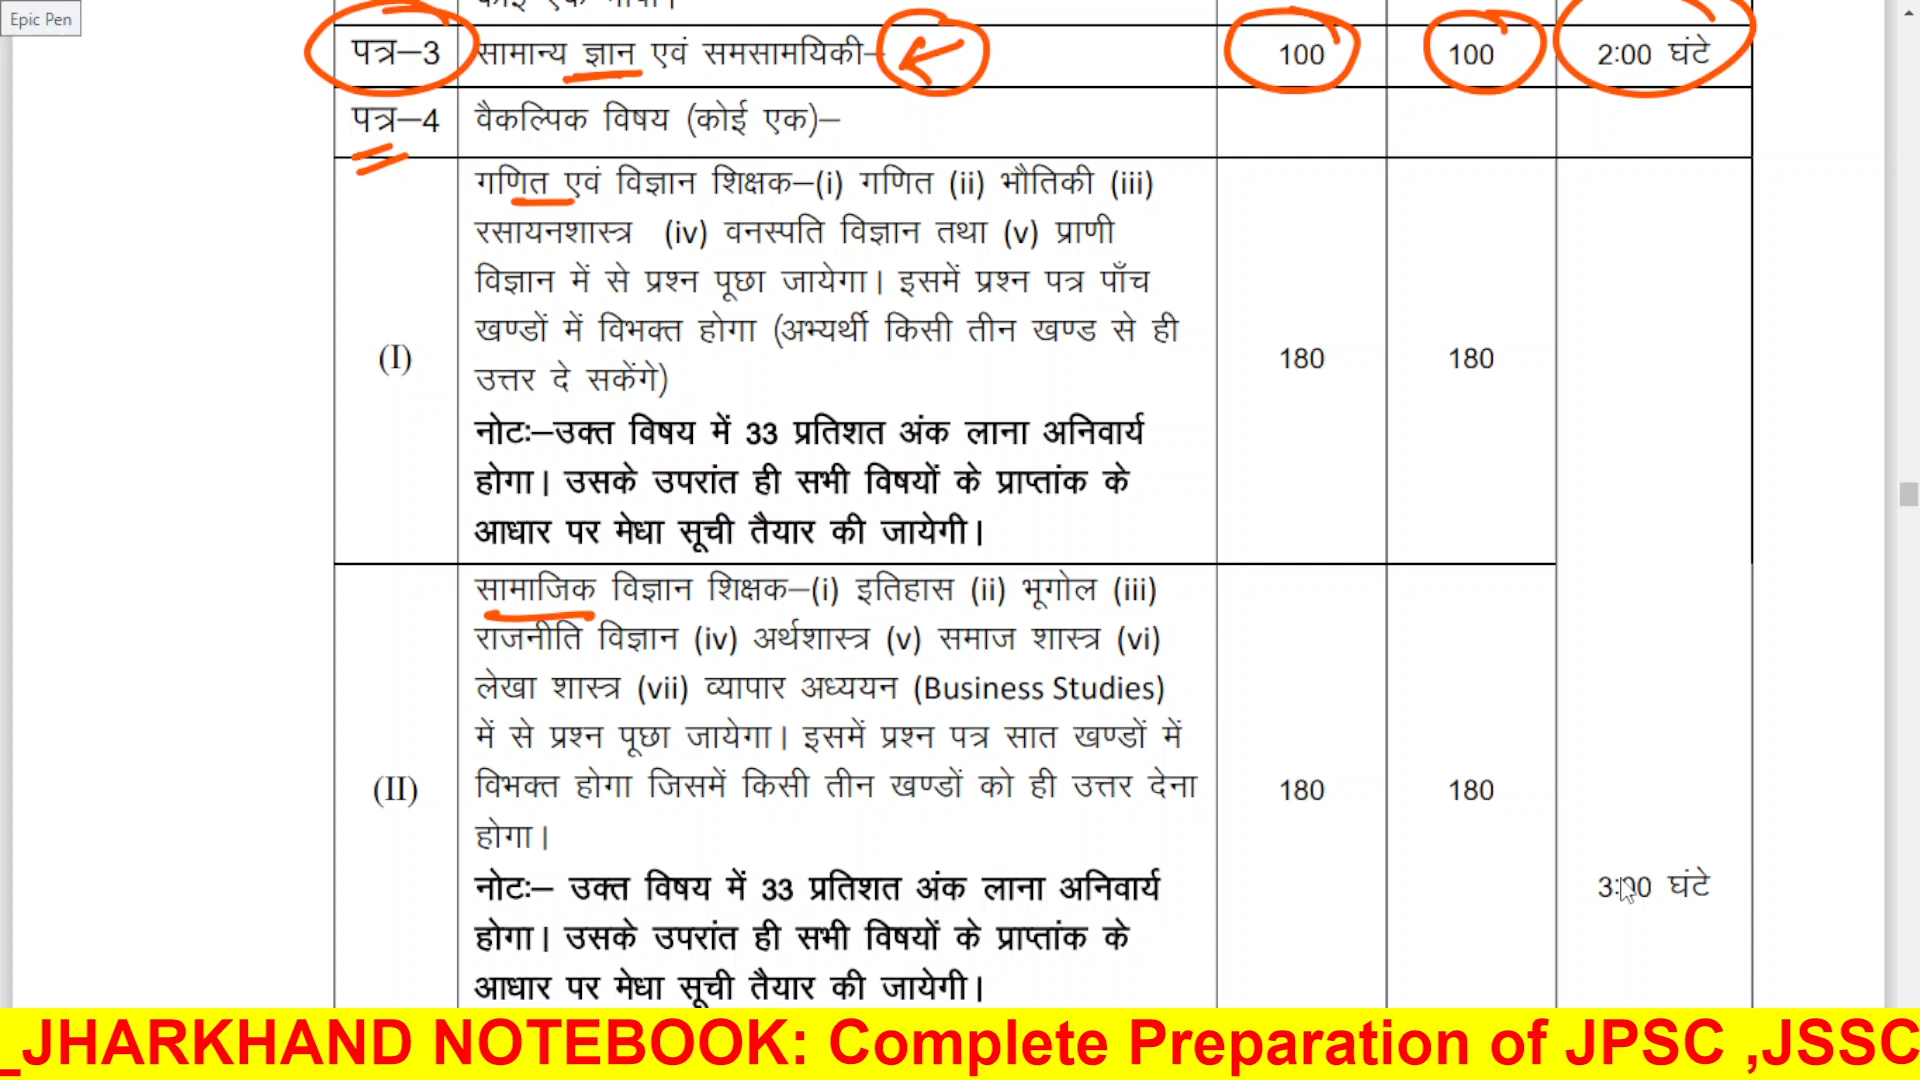 Epic Pen
पत्र–3 सामान्य ज्ञान एवं समसामयिकी– 100 100 2:00 घंटे
पत्र–4 वैकल्पिक विषय (कोई एक)–
गणित एवं विज्ञान शिक्षक–(i) गणित (ii) भौतिकी (iii)
रसायनशास्त्र (iv) वनस्पति विज्ञान तथा (v) प्राणी
विज्ञान में से प्रश्न पूछा जायेगा। इसमें प्रश्न पत्र पाँच
खण्डों में विभक्त होगा (अभ्यर्थी किसी तीन खण्ड से ही
(I) 180 180
उत्तर दे सकेंगे)
नोटः–उक्त विषय में 33 प्रतिशत अंक लाना अनिवार्य
होगा। उसके उपरांत ही सभी विषयों के प्राप्तांक के
आधार पर मेधा सूची तैयार की जायेगी।
सामाजिक विज्ञान शिक्षक–(i) इतिहास (ii) भूगोल (iii)
राजनीति विज्ञान (iv) अर्थशास्त्र (v) समाज शास्त्र (vi)
लेखा शास्त्र (vii) व्यापार अध्ययन (Business Studies)
में से प्रश्न पूछा जायेगा। इसमें प्रश्न पत्र सात खण्डों में
(II) विभक्त होगा जिसमें किसी तीन खण्डों को ही उत्तर देना 180 180
होगा।
नोटः– उक्त विषय में 33 प्रतिशत अंक लाना अनिवार्य 3:00 घंटे
होगा। उसके उपरांत ही सभी विषयों के प्राप्तांक के
आधार पर मेधा सूची तैयार की जायेगी।
_JHARKHAND NOTEBOOK: Complete Preparation of JPSC ,JSSC